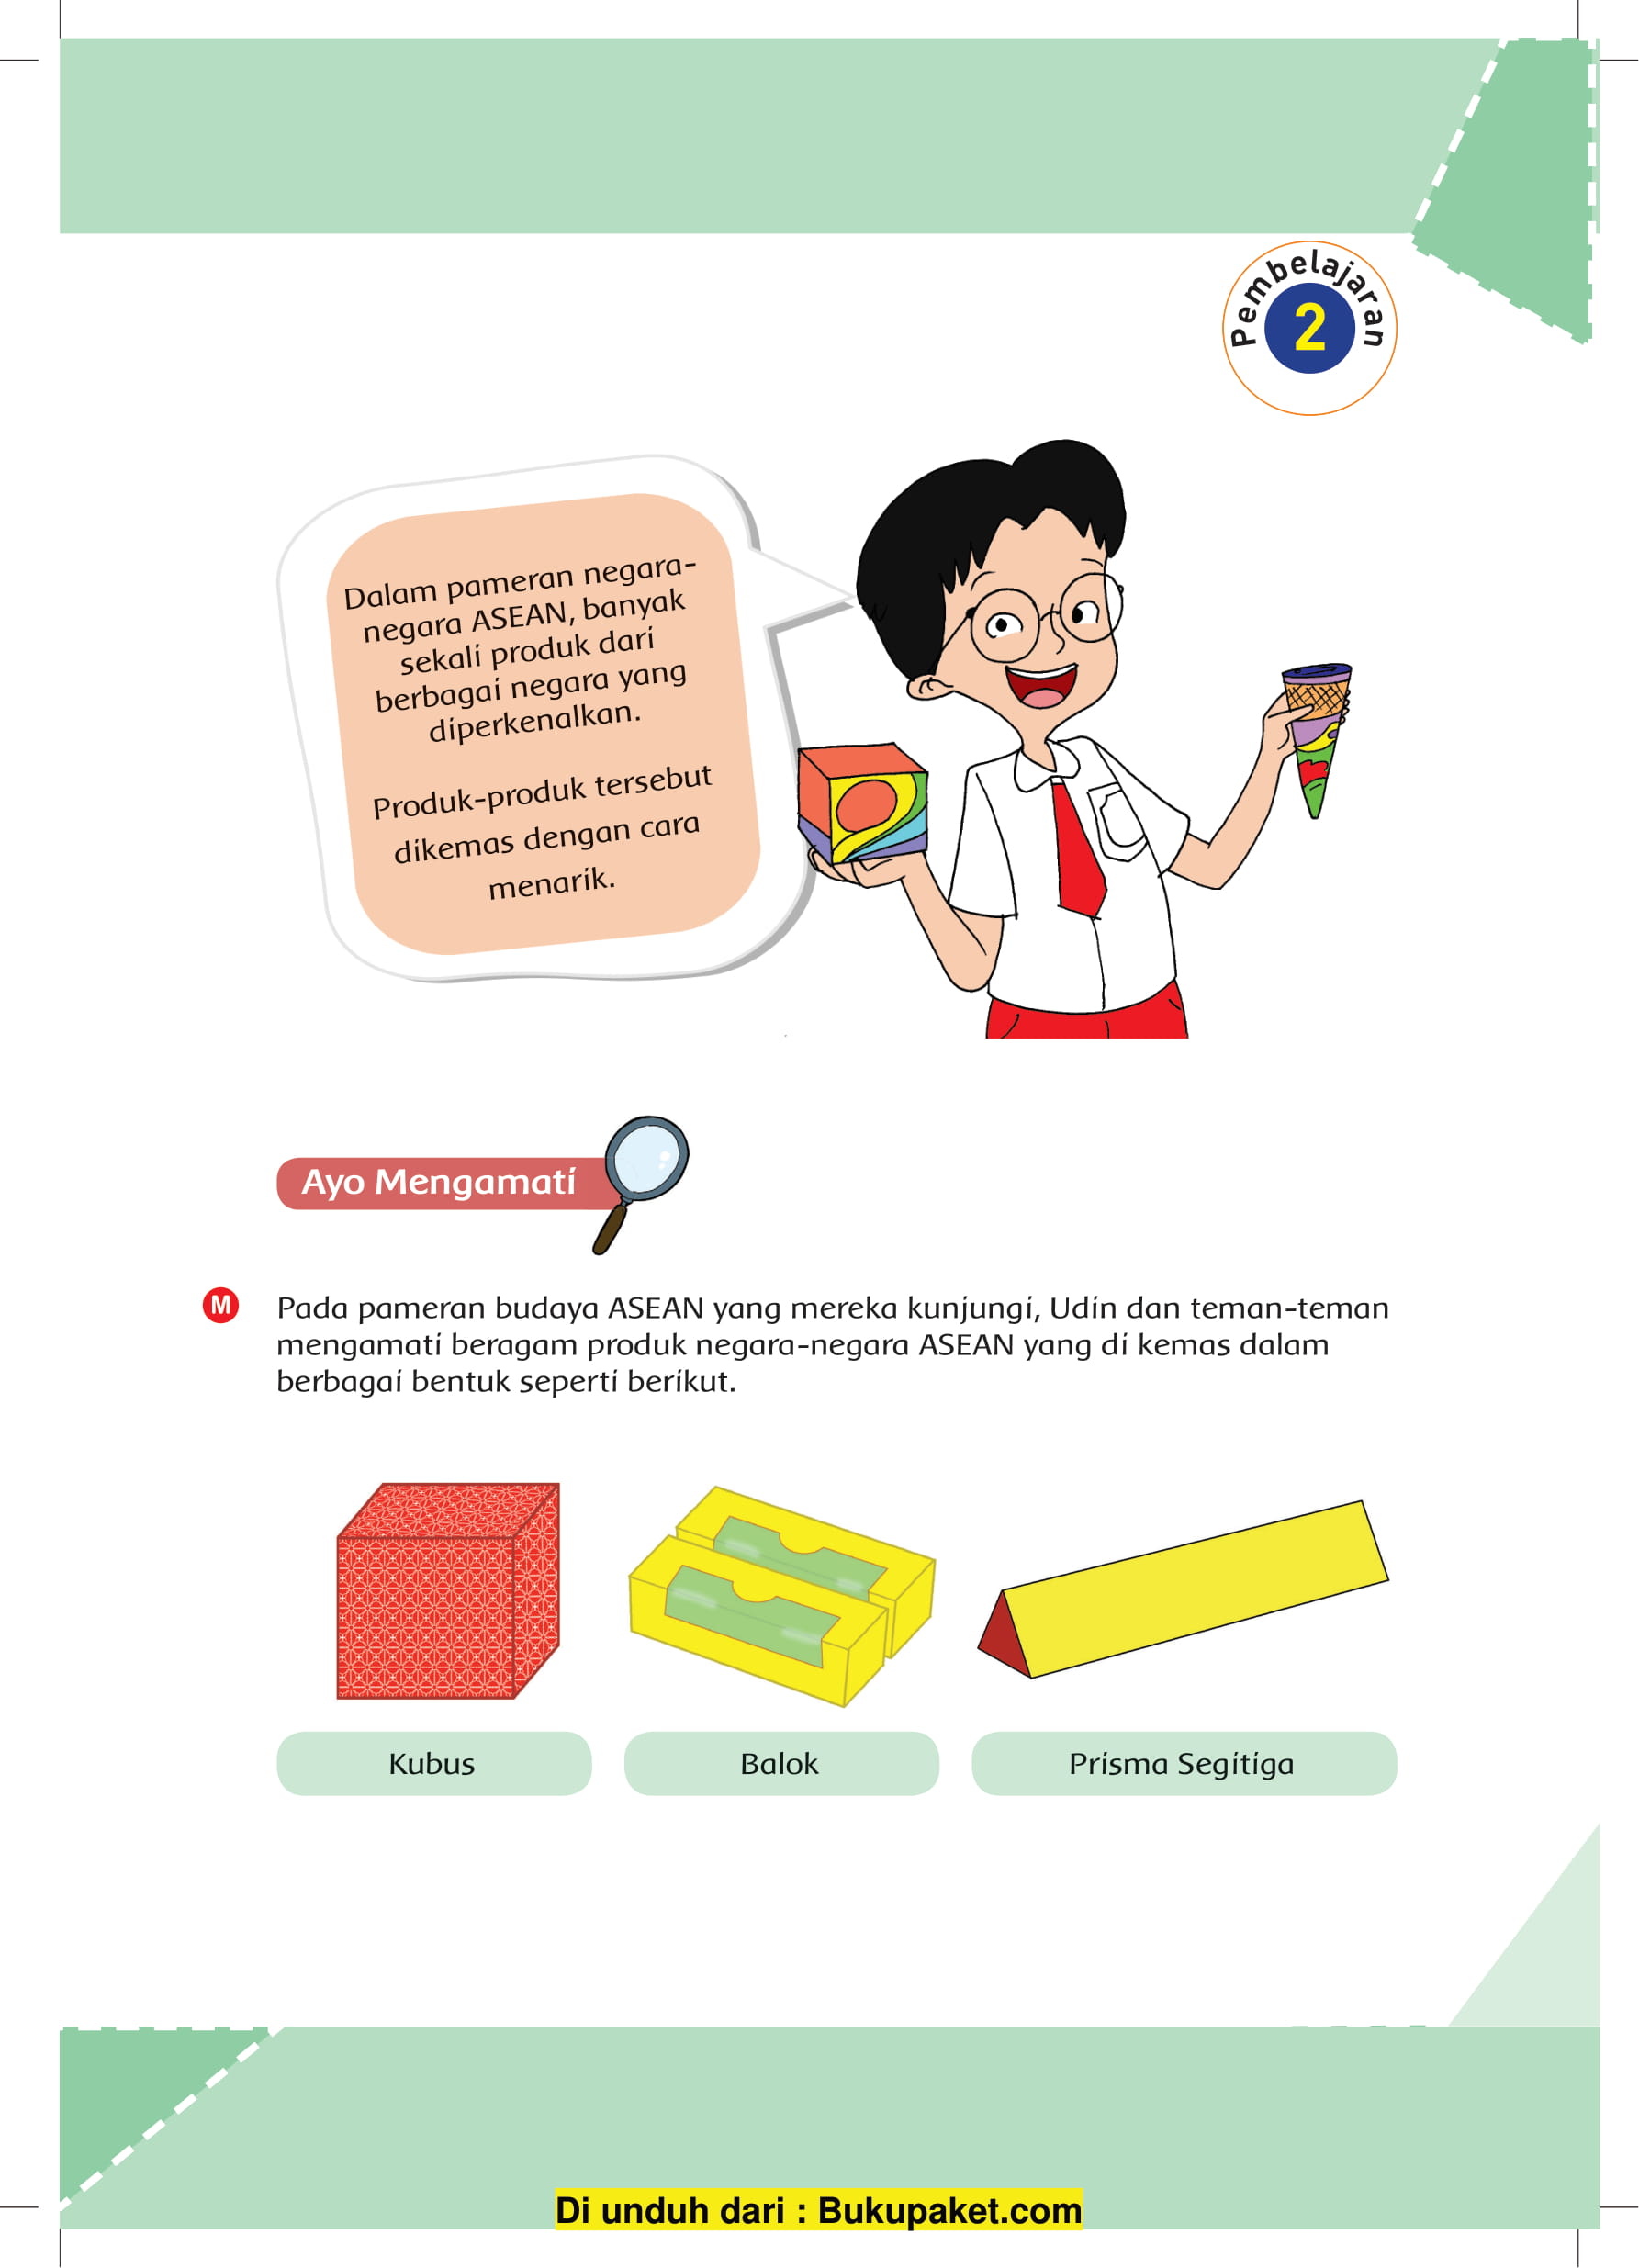 Pembelajaran
2
Dalam pameran negara-
negara ASEAN, banyak
sekali produk dari
berbagai negara yang
diperkenalkan.
Produk-produk tersebut
dikemas dengan cara
menarik.
Ayo Mengamati
M
Pada pameran budaya ASEAN yang mereka kunjungi, Udin dan teman-teman
mengamati beragam produk negara-negara ASEAN yang di kemas dalam
berbagai bentuk seperti berikut.
Kubus
Balok
Prisma Segitiga
Di unduh dari : Bukupaket.com